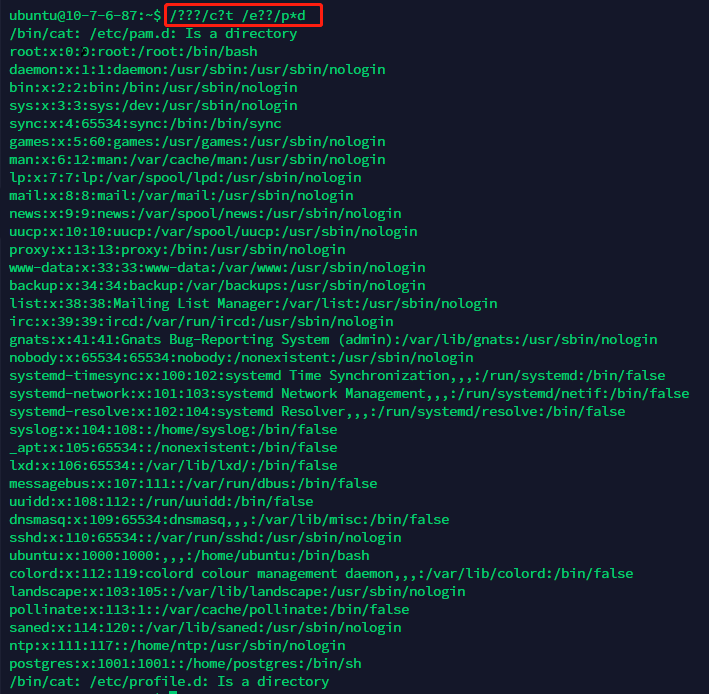 ubuntu@10-7-6-87:~$ /???/c?t /e??/p*d
/bin/cat: /etc/pam.d: Is a directory
root:x:0:0:root:/root:/bin/bash
daemon:x:1:1:daemon:/usr/sbin:/usr/sbin/nologin
bin:x:2:2:bin:/bin:/usr/sbin/nologin
sys:x:3:3:sys:/dev:/usr/sbin/nologin
sync:x:4:65534:sync:/bin:/bin/sync
games:x:5:60:games:/usr/games:/usr/sbin/nologin
man:x:6:12:man:/var/cache/man:/usr/sbin/nologin
lp:x:7:7:lp:/var/spool/lpd:/usr/sbin/nologin
mail:x:8:8:mail:/var/mail:/usr/sbin/nologin
news:x:9:9:news:/var/spool/news:/usr/sbin/nologin
uucp:x:10:10:uucp:/var/spool/uucp:/usr/sbin/nologin
proxy:x:13:13:proxy:/bin:/usr/sbin/nologin
www-data:x:33:33:www-data:/var/www:/usr/sbin/nologin
backup:x:34:34:backup:/var/backups:/usr/sbin/nologin
list:x:38:38:Mailing List Manager:/var/list:/usr/sbin/nologin
irc:x:39:39:ircd:/var/run/ircd:/usr/sbin/nologin
gnats:x:41:41:Gnats Bug-Reporting System (admin):/var/lib/gnats:/usr/sbin/nologin
nobody:x:65534:65534:nobody:/nonexistent:/usr/sbin/nologin
systemd-timesync:x:100:102:systemd Time Synchronization,,,:/run/systemd:/bin/false
systemd-network:x:101:103:systemd Network Management,,,:/run/systemd/netif:/bin/false
systemd-resolve:x:102:104:systemd Resolver,,,:/run/systemd/resolve:/bin/false
syslog:x:104:108::/home/syslog:/bin/false
_apt:x:105:65534::/nonexistent:/bin/false
lxd:x:106:65534::/var/lib/lxd/:/bin/false
messagebus:x:107:111::/var/run/dbus:/bin/false
uuidd:x:108:112::/run/uuidd:/bin/false
dnsmasq:x:109:65534:dnsmasq,,,:/var/lib/misc:/bin/false
sshd:x:110:65534::/var/run/sshd:/usr/sbin/nologin
ubuntu:x:1000:1000:,,,:/home/ubuntu:/bin/bash
colord:x:112:119:colord colour management daemon,,,:/var/lib/colord:/bin/false
landscape:x:103:105::/var/lib/landscape:/usr/sbin/nologin
pollinate:x:113:1::/var/cache/pollinate:/bin/false
saned:x:114:120::/var/lib/saned:/usr/sbin/nologin
ntp:x:111:117::/home/ntp:/usr/sbin/nologin
postgres:x:1001:1001::/home/postgres:/bin/sh
/bin/cat: /etc/profile.d: Is a directory